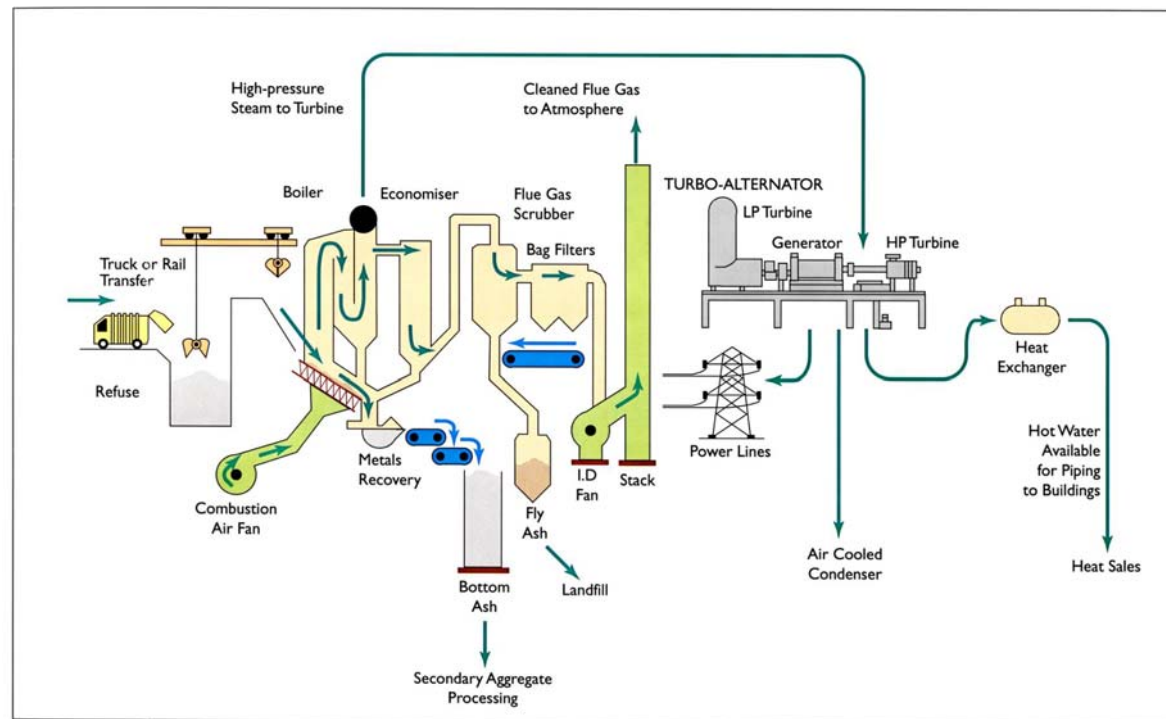 High-pressure
Steam to Turbine
Cleaned Flue Gas
to Atmosphere
Boiler
Economiser
Flue Gas
Scrubber
Bag Filters
TURBO-ALTERNATOR
LP Turbine
Generator
HP Turbine
Truck or Rail
Transfer
Refuse
Heat
Exchanger
Combustion
Air Fan
Metals
Recovery
Fly
Ash
I.D
Fan
Stack
Power Lines
Hot Water
Available
for Piping
to Buildings
Bottom
Ash
Landfill
Air Cooled
Condenser
Heat Sales
Secondary Aggregate
Processing